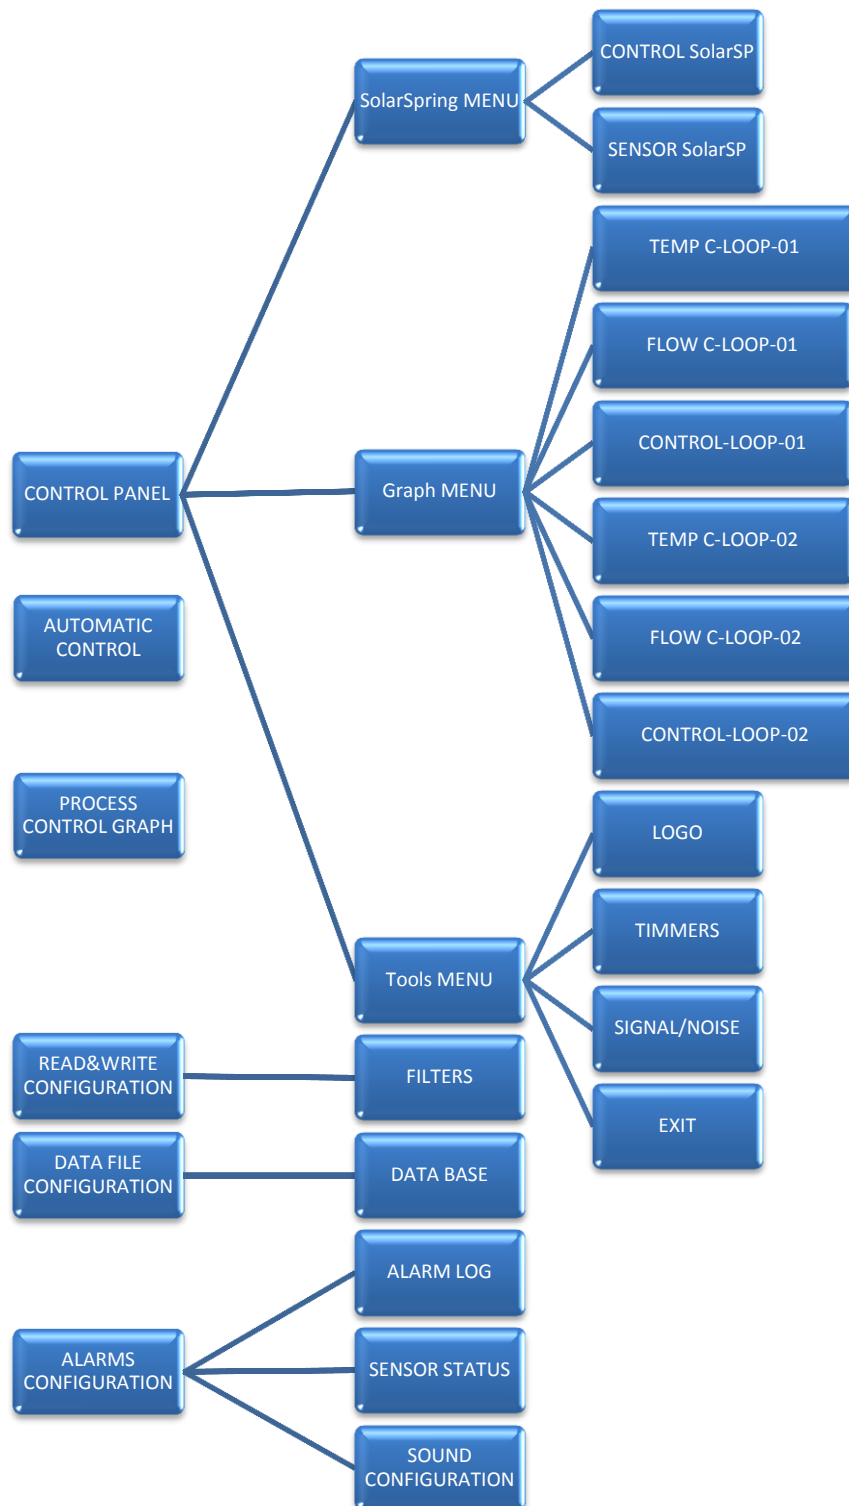 CONTROL SolarSP
SolarSpring MENU
SENSOR SolarSP
TEMP C-LOOP-01
FLOW C-LOOP-01
CONTROL-LOOP-01
CONTROL PANEL
Graph MENU
TEMP C-LOOP-02
AUTOMATIC
CONTROL
FLOW C-LOOP-02
CONTROL-LOOP-02
PROCESS
CONTROL GRAPH
LOGO
TIMMERS
Tools MENU
SIGNAL/NOISE
READ&WRITE
CONFIGURATION
FILTERS
EXIT
DATA FILE
CONFIGURATION
DATA BASE
ALARM LOG
ALARMS
CONFIGURATION
SENSOR STATUS
SOUND
CONFIGURATION